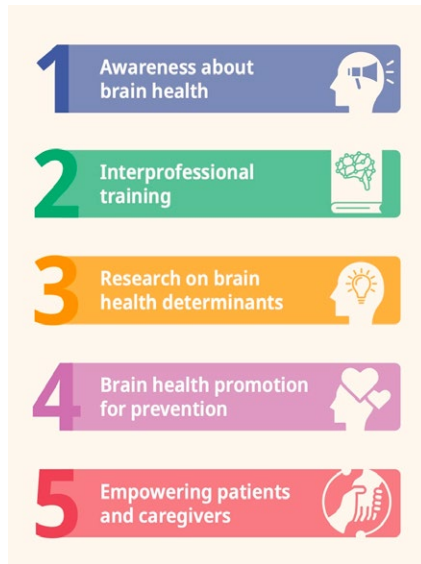 1
Awareness about
brain health
2
Interprofessional
training
3
Research on brain
health determinants
4
Brain health promotion
for prevention
5
Empowering patients
and caregivers